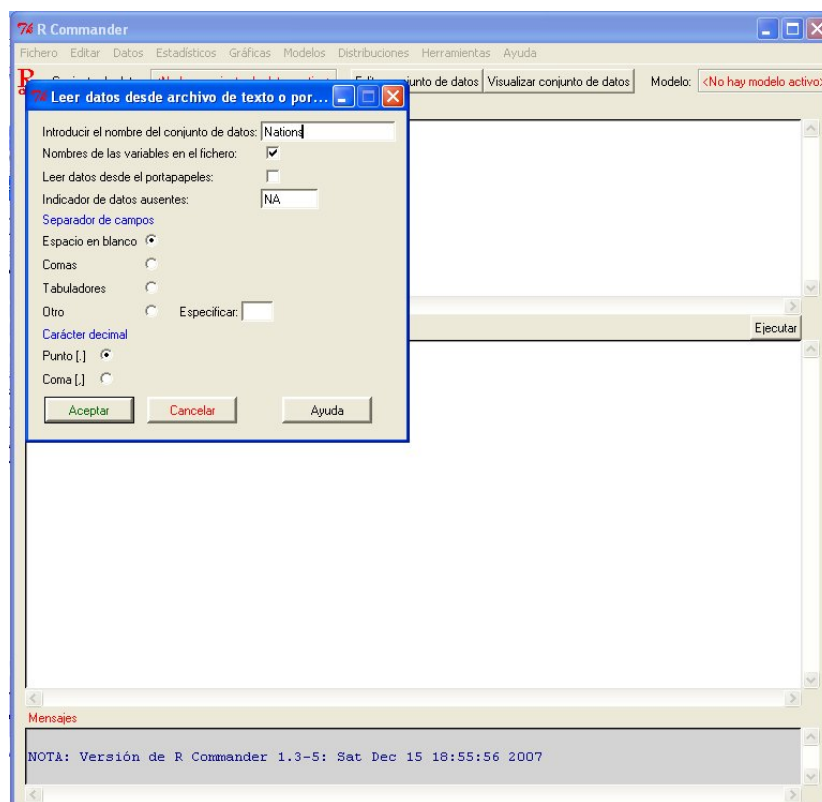 R Commander
Fichero Editar Datos Estadísticos Gráficas Modelos Distribuciones Herramientas Ayuda
Visualizar conjunto de datos Modelo: <No hay modelo activo>
Leer datos desde archivo de texto o por...
Introducir el nombre del conjunto de datos: Nations
Nombres de las variables en el fichero:
Leer datos desde el portapapeles:
Indicador de datos ausentes: NA
Separador de campos
Espacio en blanco
Comas
Tabuladores
Otro Especificar:
Carácter decimal
Punto [.]
Coma [,]
Aceptar Cancelar Ayuda
Ejecutar
Mensajes
NOTA: Versión de R Commander 1.3-5: Sat Dec 15 18:55:56 2007